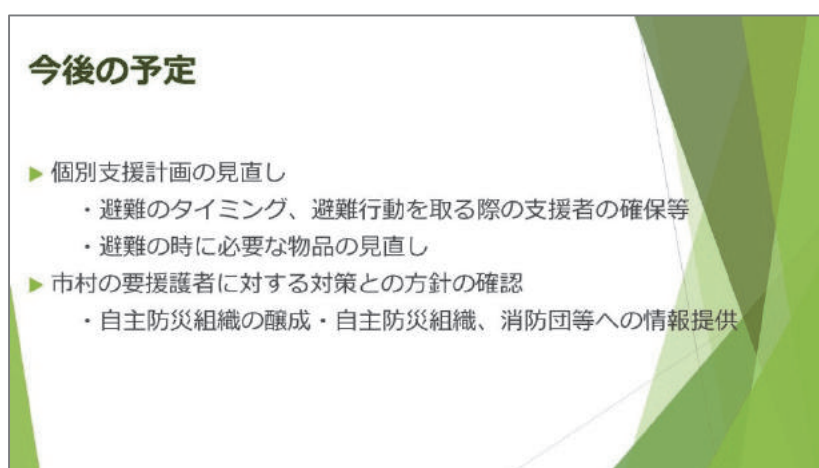 今後の予定
▶ 個別支援計画の見直し
・避難のタイミング、避難行動を取る際の支援者の確保等
・避難の時に必要な物品の見直し
▶ 市村の要援護者に対する対策との方針の確認
・自主防災組織の醸成・自主防災組織、消防団等への情報提供